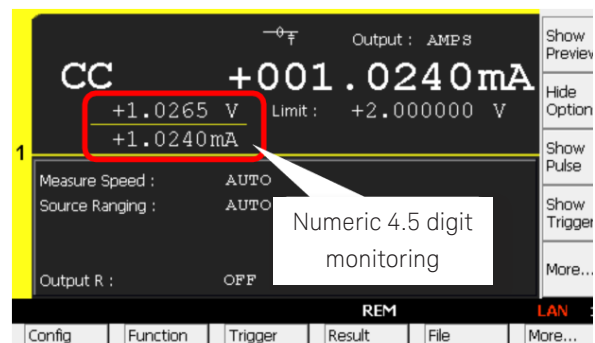 Output : AMPS
CC +001.0240mA
+1.0265 V Limit : +2.000000 V
+1.0240mA
1
Measure Speed : AUTO
Source Ranging : AUTO
Output R : OFF
Numeric 4.5 digit
monitoring
Show
Preview
Hide
Option
Show
Pulse
Show
Trigger
More...
REM LAN
Config Function Trigger Result File More...